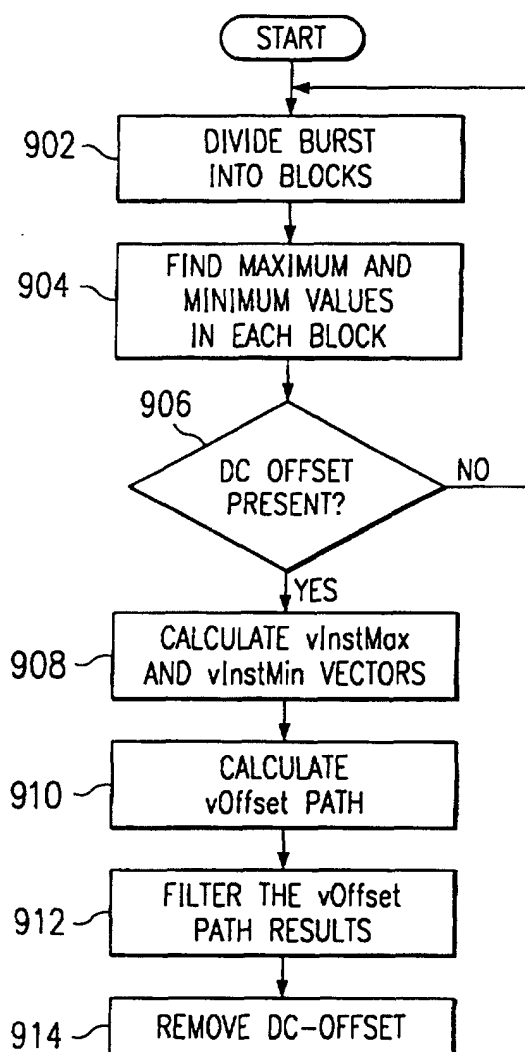 START
902
DIVIDE BURST
INTO BLOCKS
904
FIND MAXIMUM AND
MINIMUM VALUES
IN EACH BLOCK
906
DC OFFSET
PRESENT?
NO
YES
908
CALCULATE vInstMax
AND vInstMin VECTORS
910
CALCULATE
vOffset PATH
912
FILTER THE vOffset
PATH RESULTS
914
REMOVE DC-OFFSET